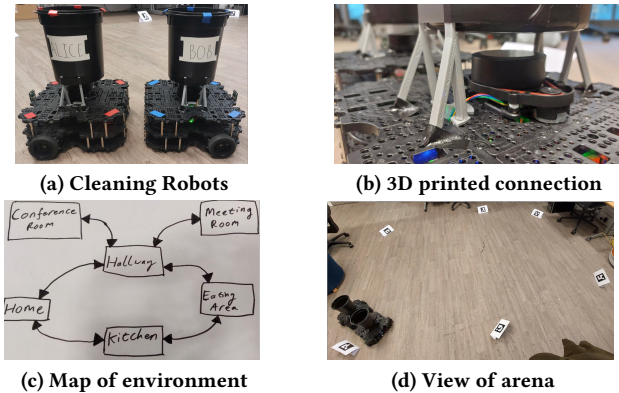 ALICE
BOB
(a) Cleaning Robots
(b) 3D printed connection
Conference
Room
Meeting
Room
Hallway
Home
Eating
Area
Kitchen
(c) Map of environment
(d) View of arena